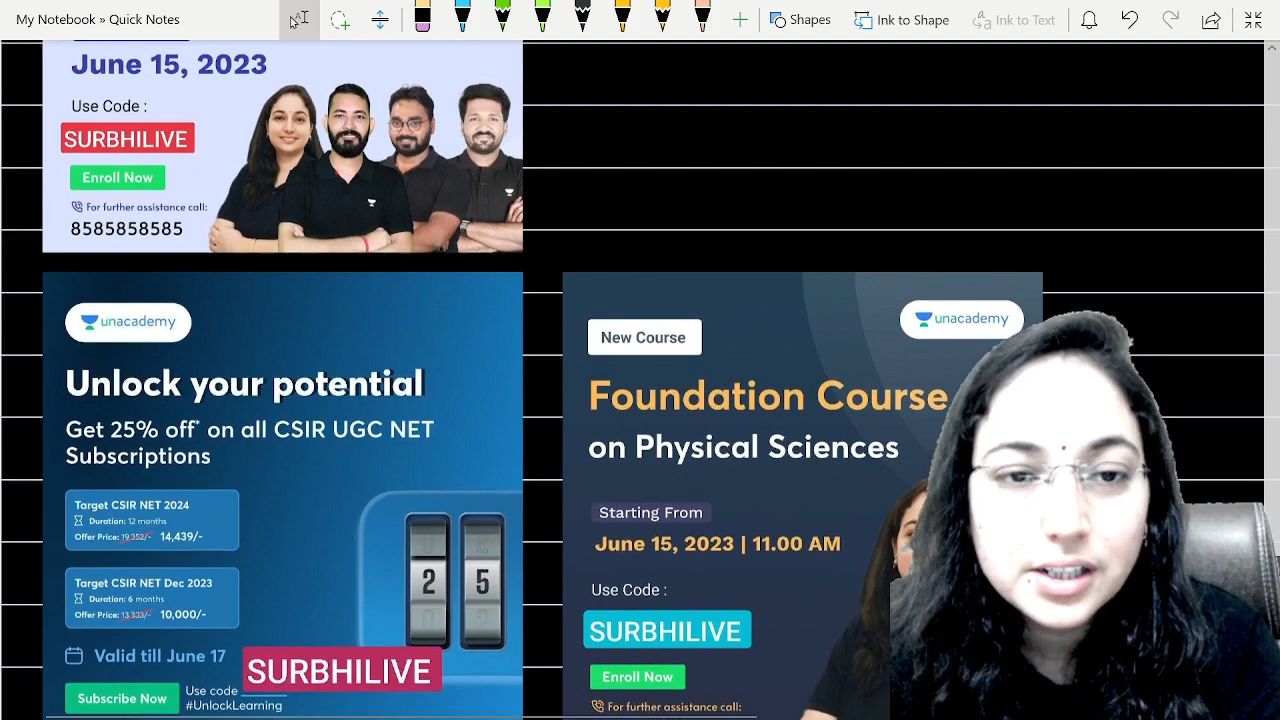 My Notebook » Quick Notes
Shapes
Ink to Shape
Ink to Text
June 15, 2023
Use Code :
SURBHILIVE
Enroll Now
For further assistance call:
8585858585
unacademy
Unlock your potential
Get 25% off* on all CSIR UGC NET
Subscriptions
Target CSIR NET 2024
Duration: 12 months
Offer Price: 19,252/- 14,439/-
Target CSIR NET Dec 2023
Duration: 6 months
Offer Price: 13,333/- 10,000/-
2 5
Valid till June 17
SURBHILIVE
Subscribe Now
Use code
#UnlockLearning
unacademy
New Course
Foundation Course
on Physical Sciences
Starting From
June 15, 2023 | 11.00 AM
Use Code :
SURBHILIVE
Enroll Now
For further assistance call: